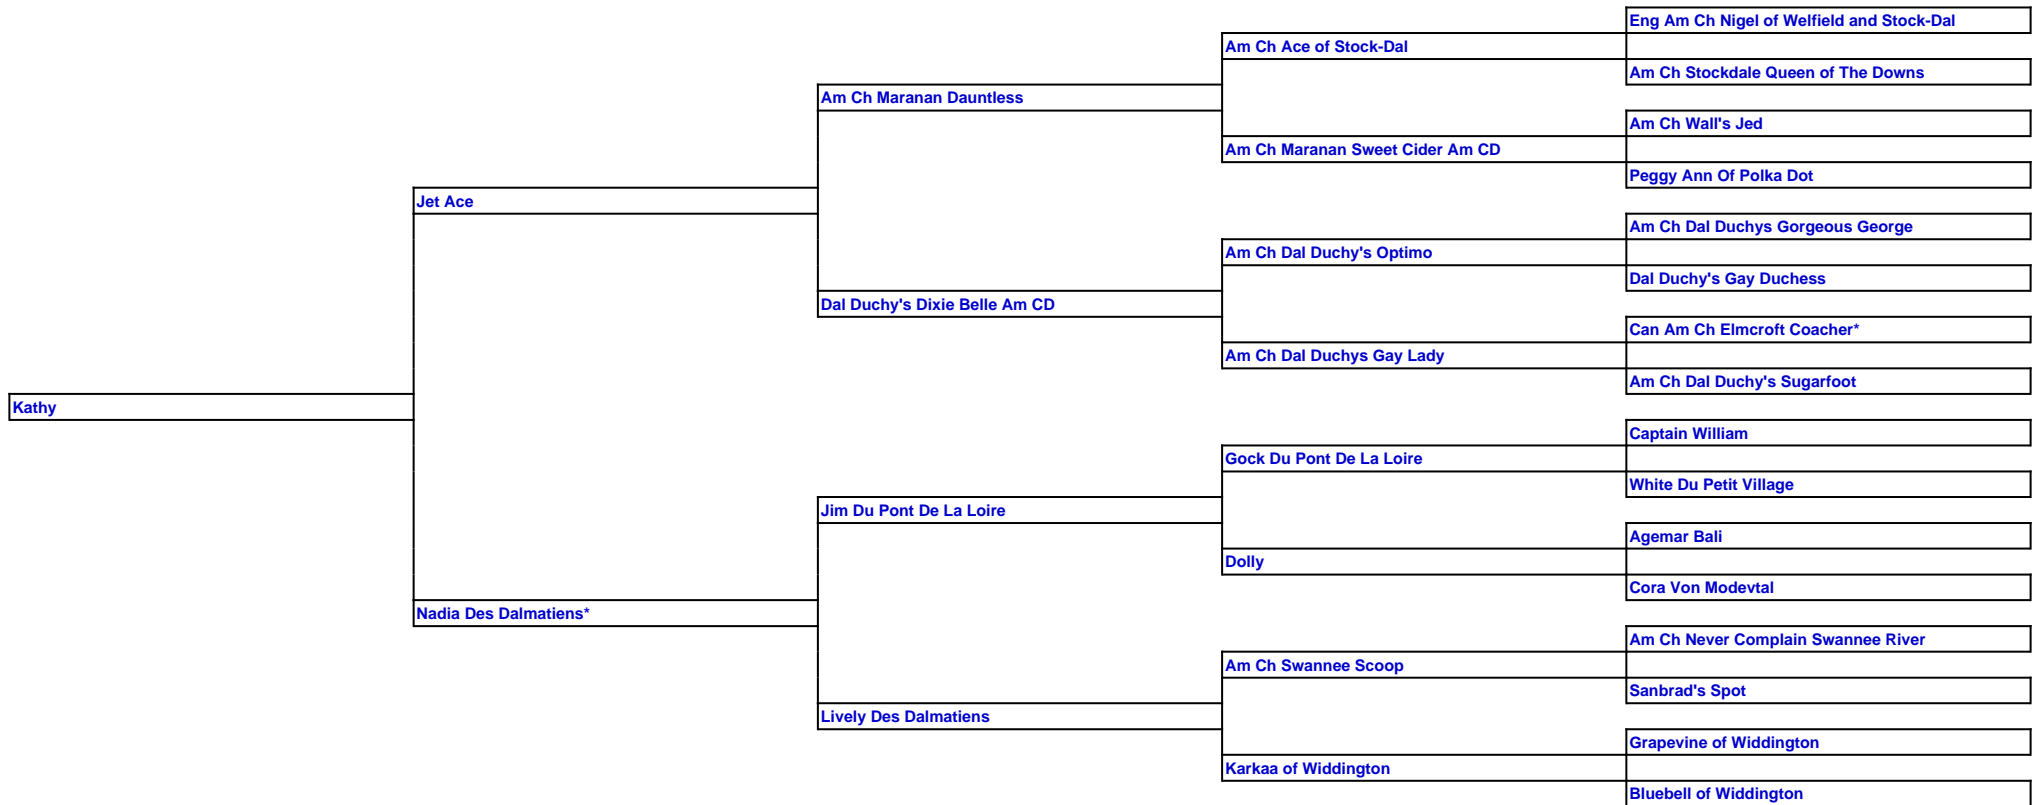 Eng Am Ch Nigel of Welfield and Stock-Dal
Am Ch Ace of Stock-Dal
Am Ch Stockdale Queen of The Downs
Am Ch Maranan Dauntless
Am Ch Wall's Jed
Am Ch Maranan Sweet Cider Am CD
Peggy Ann Of Polka Dot
Jet Ace
Am Ch Dal Duchys Gorgeous George
Am Ch Dal Duchy's Optimo
Dal Duchy's Gay Duchess
Dal Duchy's Dixie Belle Am CD
Can Am Ch Elmcroft Coacher*
Am Ch Dal Duchys Gay Lady
Am Ch Dal Duchy's Sugarfoot
Kathy
Captain William
Gock Du Pont De La Loire
White Du Petit Village
Jim Du Pont De La Loire
Agemar Bali
Dolly
Cora Von Modevtal
Nadia Des Dalmatiens*
Am Ch Never Complain Swannee River
Am Ch Swannee Scoop
Sanbrad's Spot
Lively Des Dalmatiens
Grapevine of Widdington
Karkaa of Widdington
Bluebell of Widdington